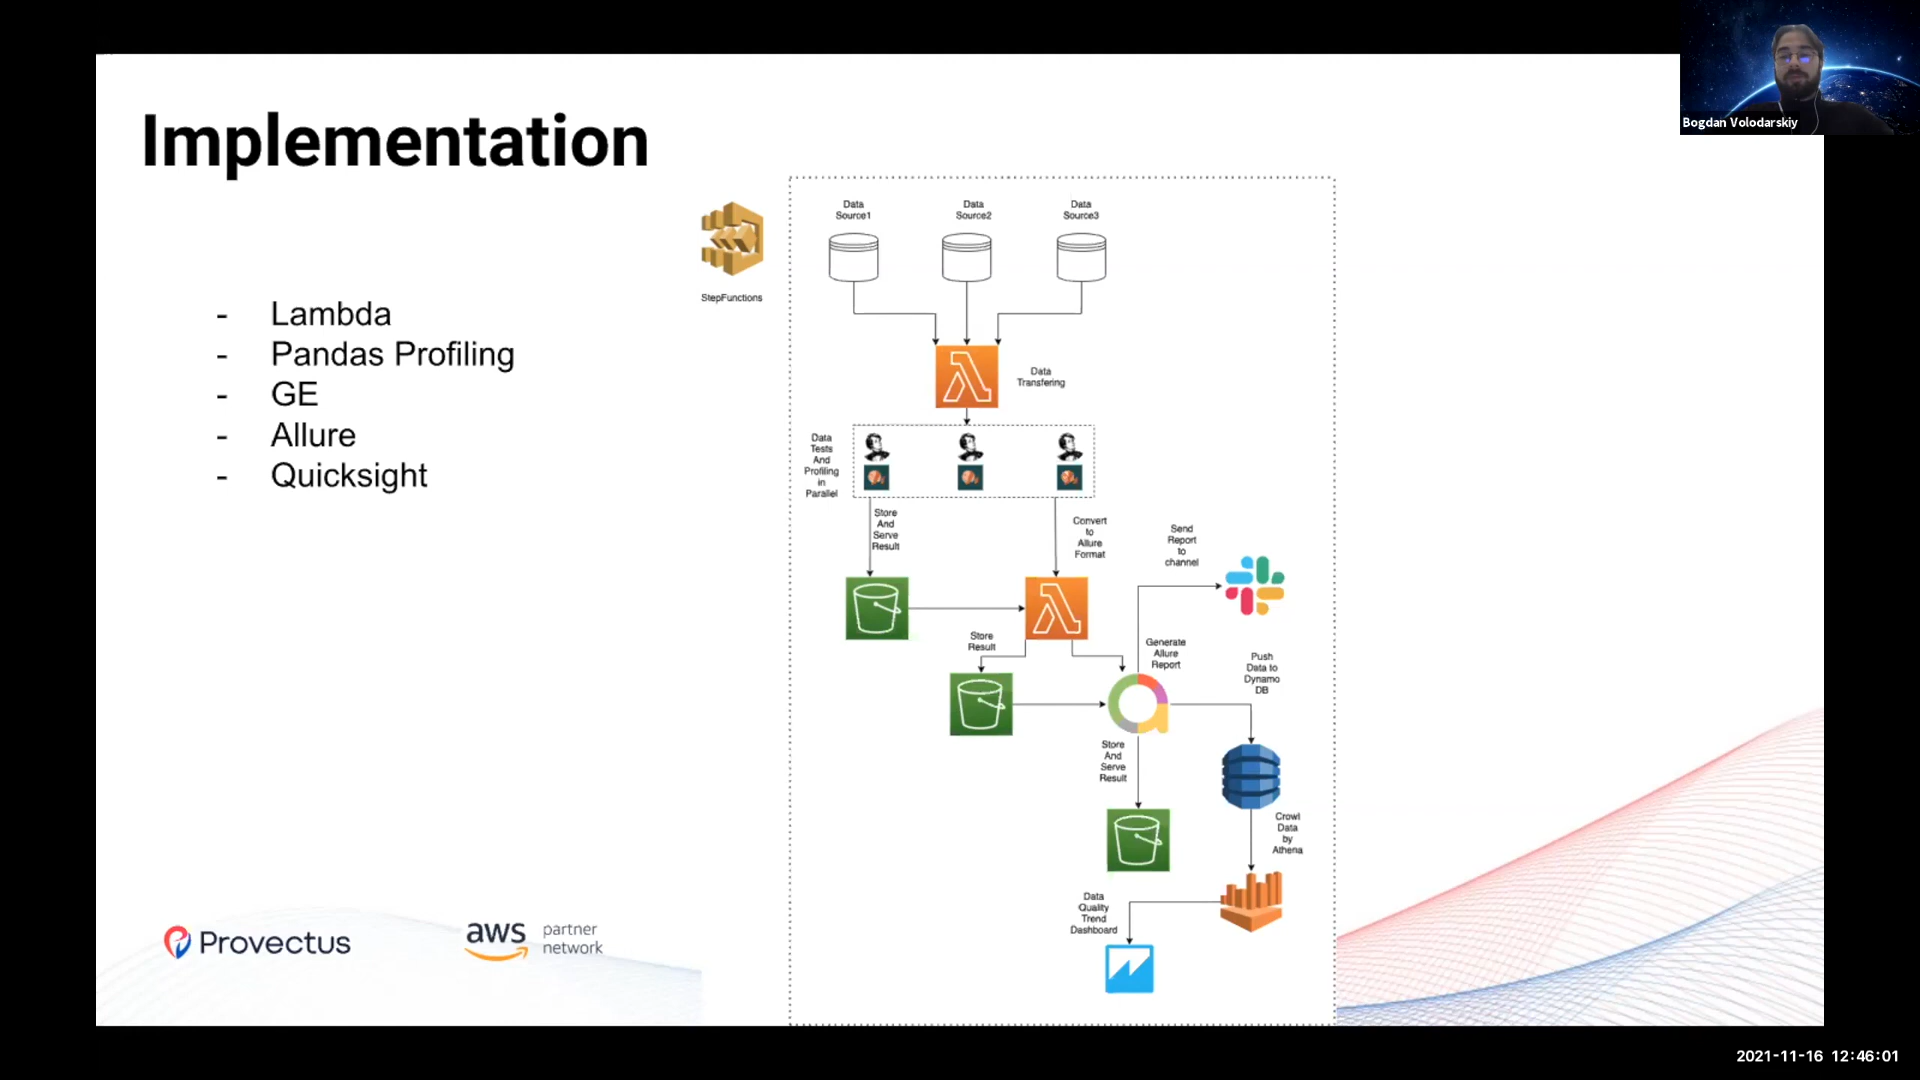 Bogdan Volodarskiy
Implementation
- Lambda
- Pandas Profiling
- GE
- Allure
- Quicksight
StepFunctions
Data
Source1
Data
Source2
Data
Source3
Data
Transfering
Data
Tests
And
Profiling
in
Parallel
Store
And
Serve
Result
Convert
to
Allure
Format
Send
Report
to
channel
Store
Result
Generate
Allure
Report
Push
Data to
Dynamo
DB
Store
And
Serve
Result
Crowl
Data
by
Athena
Data
Quality
Trend
Dashboard
Provectus
aws
partner
network
2021-11-16 12:46:01